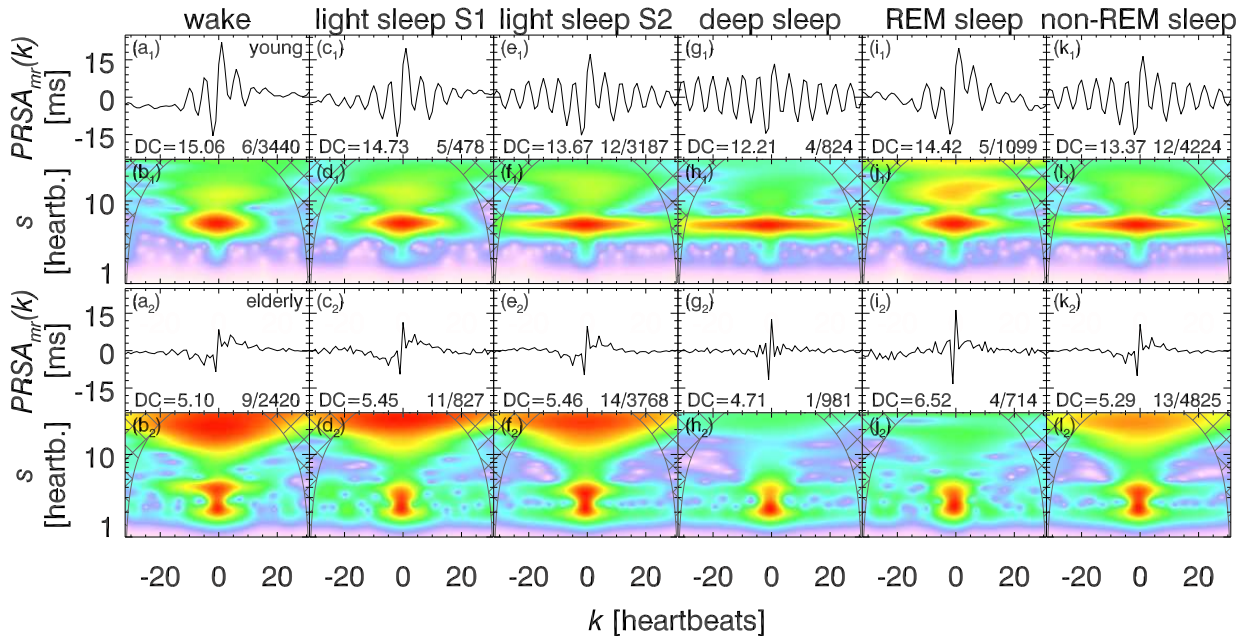 wake light sleep S1 light sleep S2 deep sleep REM sleep non-REM sleep
PRSA_mr(k) [ms]
15
0
-15
(a1) young (c1) (e1) (g1) (i1) (k1)
DC=15.06 6/3440 DC=14.73 5/478 DC=13.67 12/3187 DC=12.21 4/824 DC=14.42 5/1099 DC=13.37 12/4224
s [heartb.]
(b1) (d1) (f1) (h1) (j1) (l1)
10
1
PRSA_mr(k) [ms]
15
0
-15
(a2) elderly (c2) (e2) (g2) (i2) (k2)
DC=5.10 9/2420 DC=5.45 11/827 DC=5.46 14/3768 DC=4.71 1/981 DC=6.52 4/714 DC=5.29 13/4825
s [heartb.]
(b2) (d2) (f2) (h2) (j2) (l2)
10
1
-20 0 20 -20 0 20 -20 0 20 -20 0 20 -20 0 20 -20 0 20
k [heartbeats]